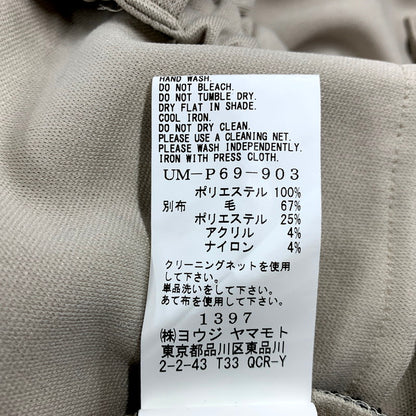 HAND WASH.
DO NOT BLEACH.
DO NOT TUMBLE DRY.
DRY FLAT IN SHADE.
COOL IRON.
DO NOT DRY CLEAN.
PLEASE USE A CLEANING NET.
PLEASE WASH INDEPENDENTLY.
IRON WITH PRESS CLOTH.
UM-P69-903
ポリエステル 100%
別布 毛 67%
ポリエステル 25%
アクリル 4%
ナイロン 4%
クリーニングネットを使用
して下さい。
単品洗いをして下さい。
あて布を使用して下さい。
1397
㈱ヨウジ ヤマモト
東京都品川区東品川
2-2-43 T33 QCR-Y